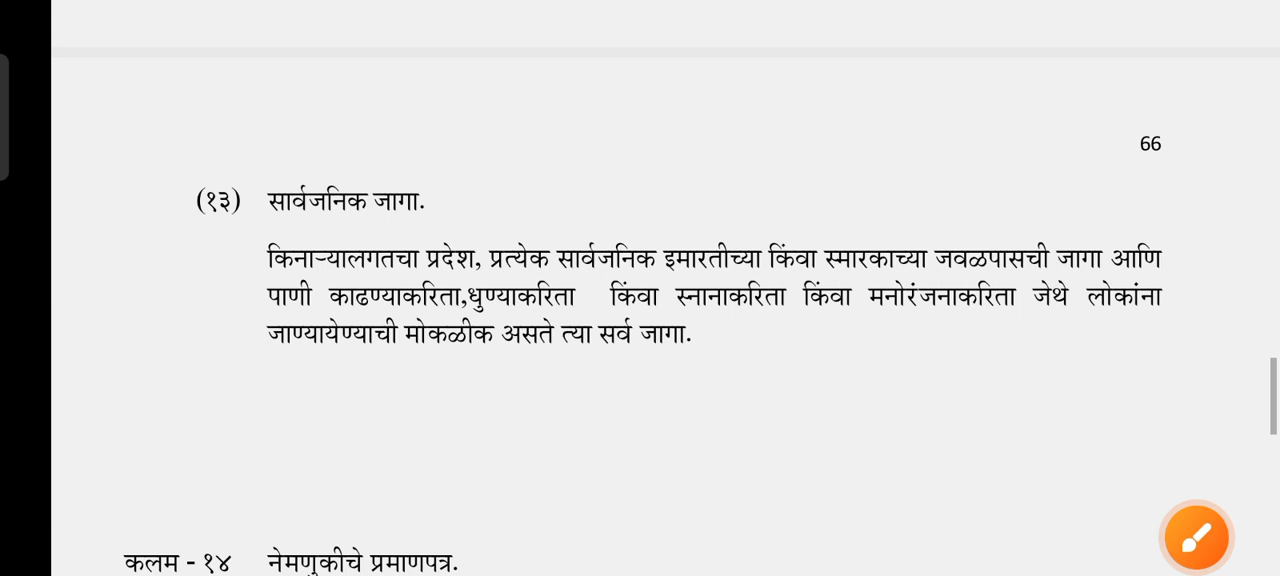 66
(१३) सार्वजनिक जागा.
किनाऱ्यालगतचा प्रदेश, प्रत्येक सार्वजनिक इमारतीच्या किंवा स्मारकाच्या जवळपासची जागा आणि
पाणी काढण्याकरिता,धुण्याकरिता किंवा स्नानाकरिता किंवा मनोरंजनाकरिता जेथे लोकांना
जाण्यायेण्याची मोकळीक असते त्या सर्व जागा.
कलम - १४ नेमणुकीचे प्रमाणपत्र.